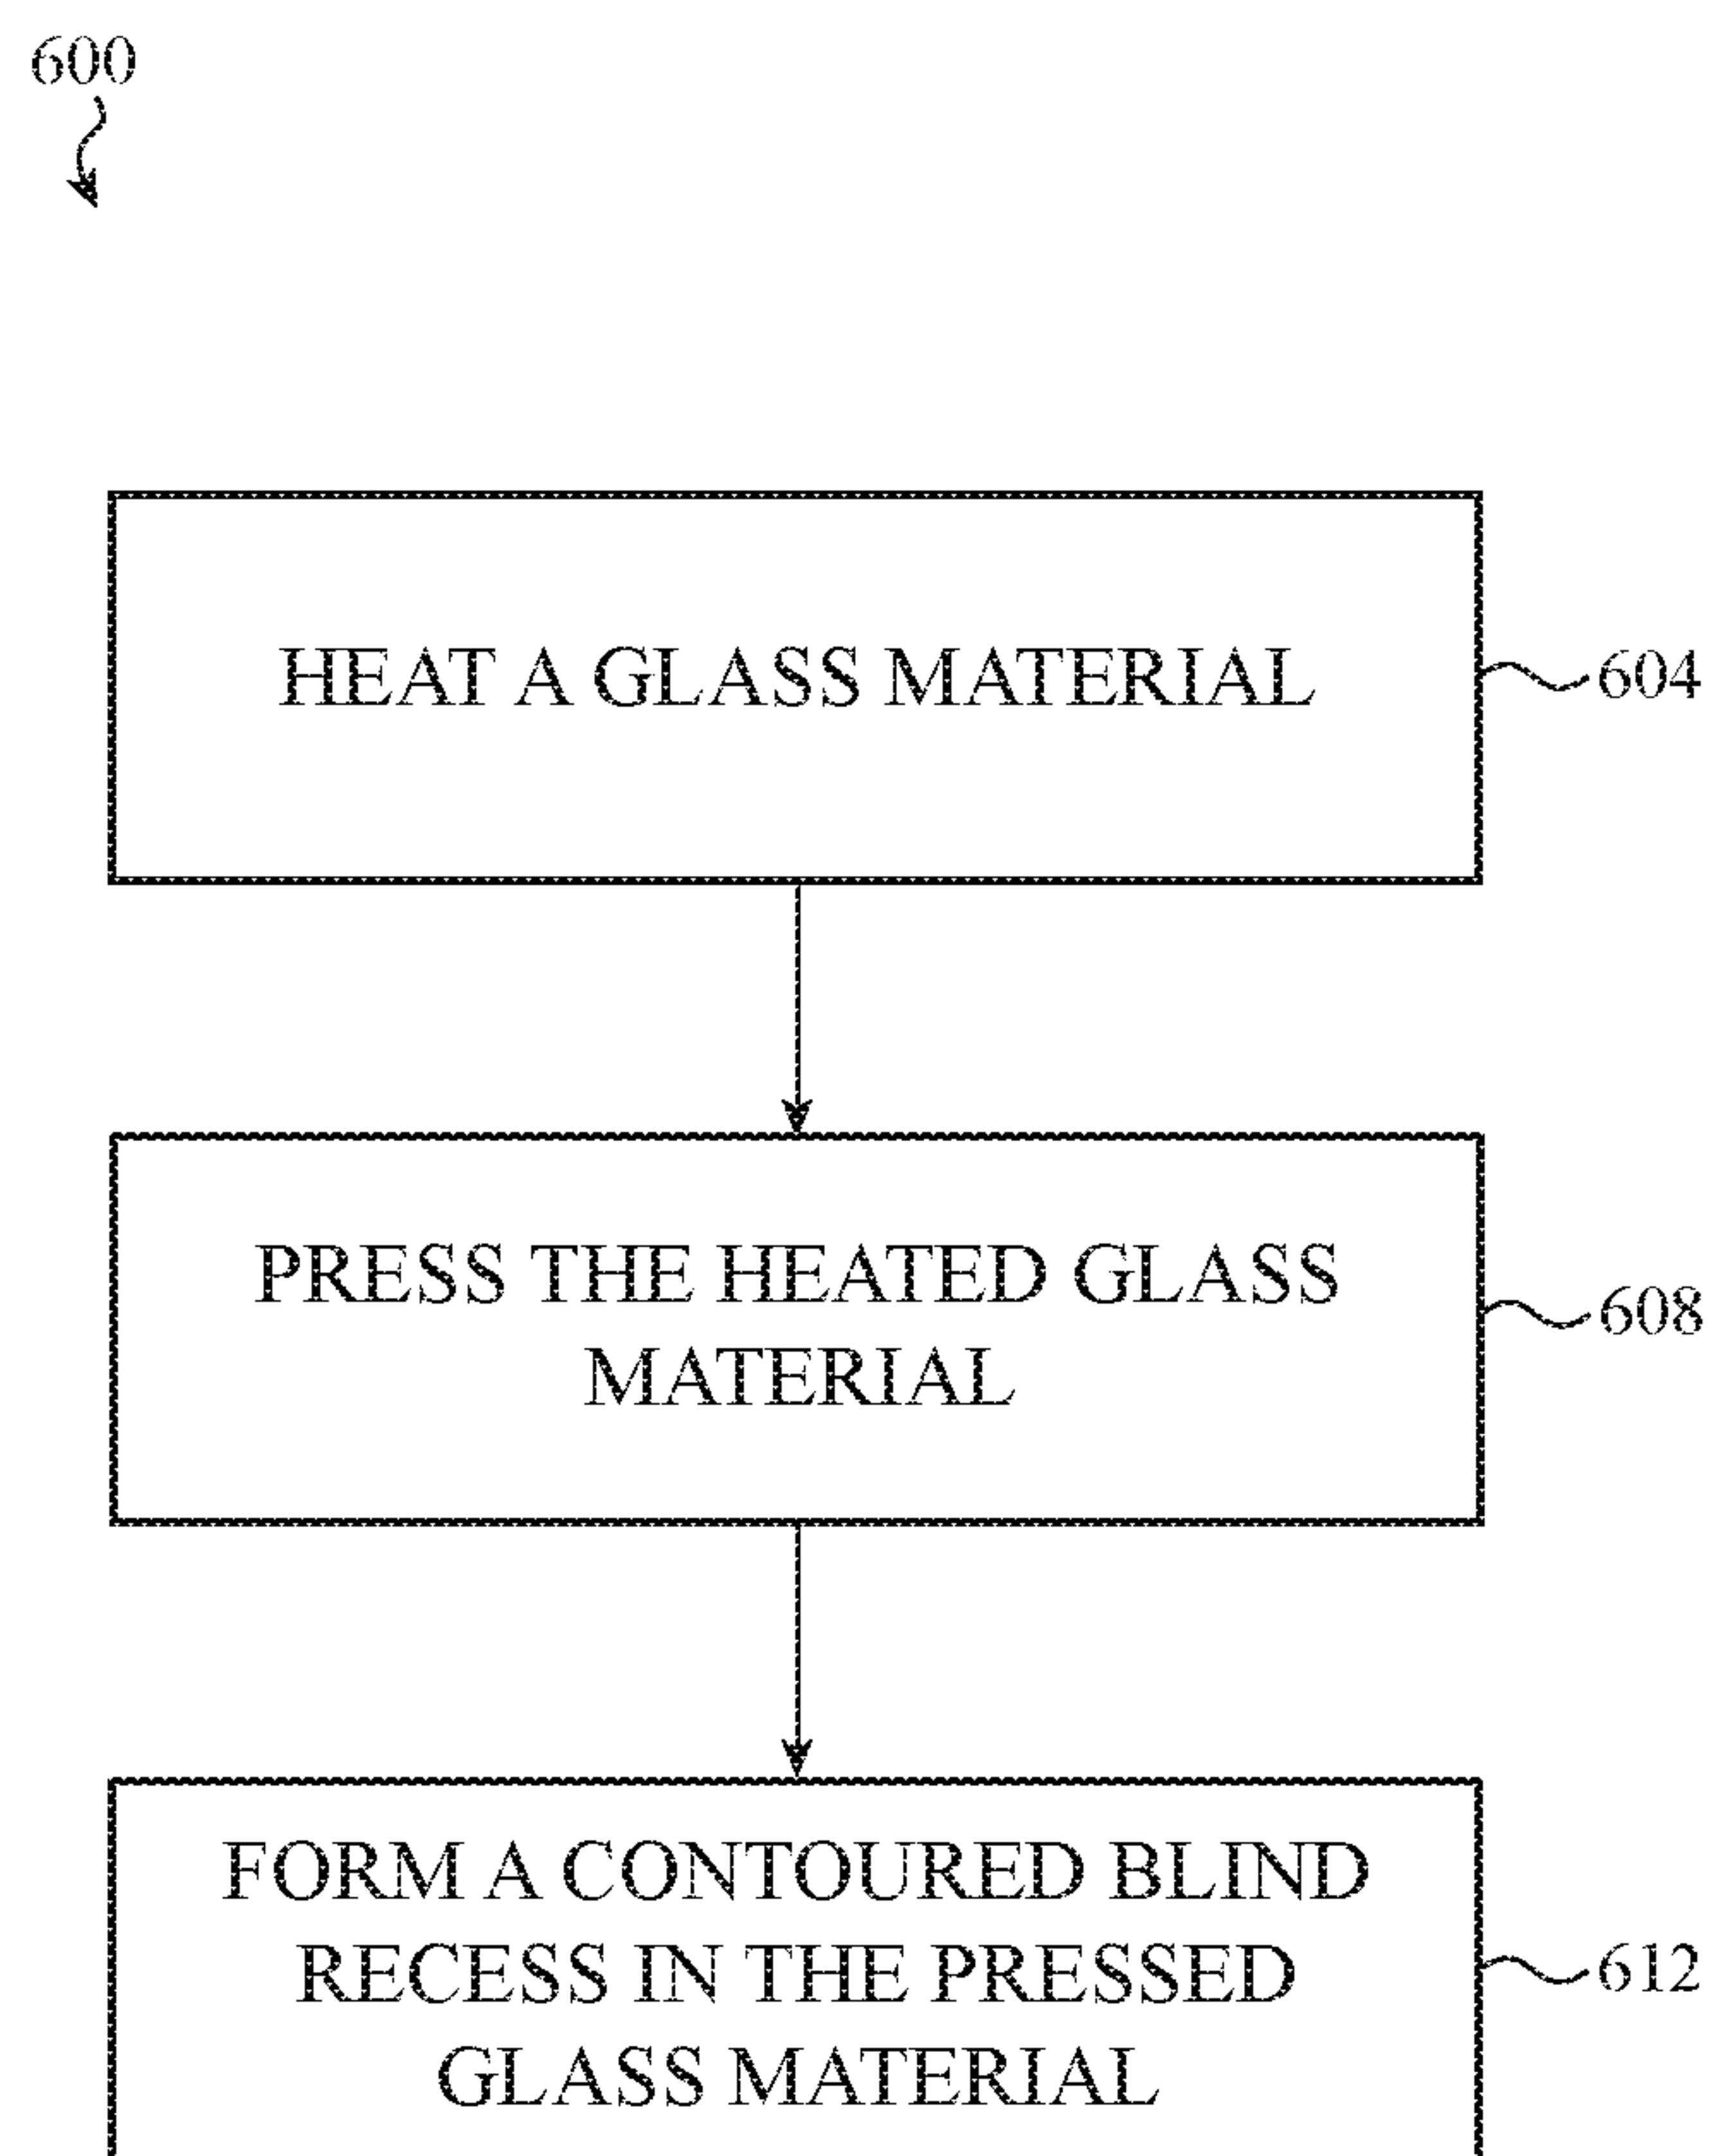 600
HEAT A GLASS MATERIAL
604
PRESS THE HEATED GLASS
MATERIAL
608
FORM A CONTOURED BLIND
RECESS IN THE PRESSED
GLASS MATERIAL
612